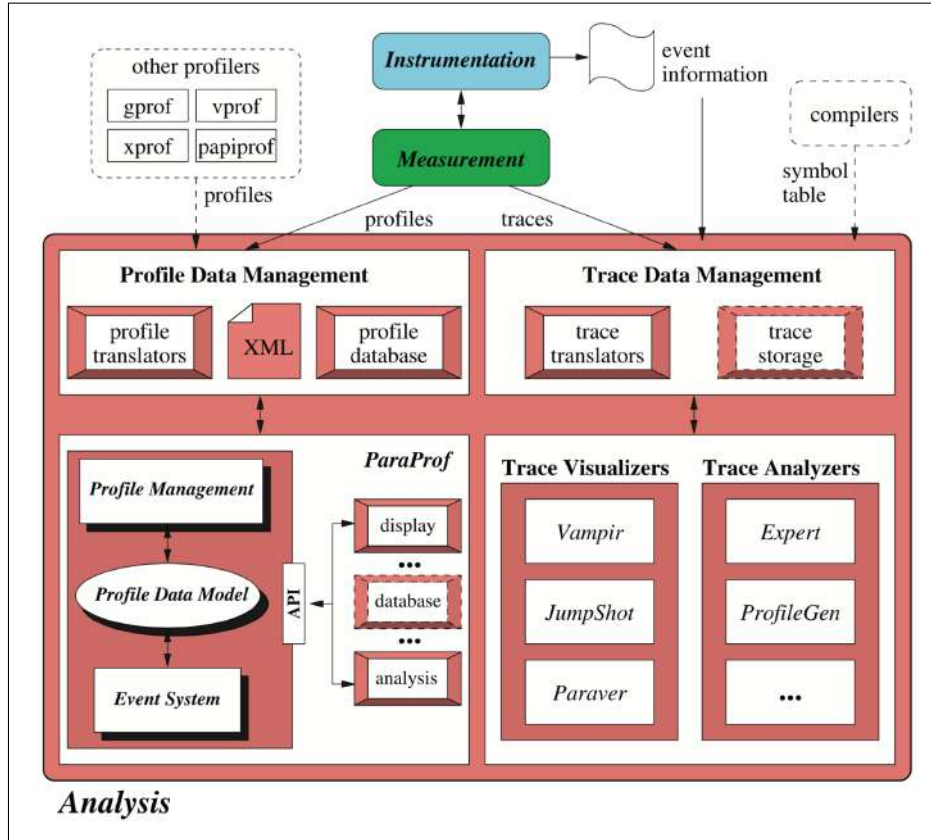 other profilers
gprof
vprof
xprof
papiprof
profiles
Instrumentation
event
information
Measurement
compilers
symbol
table
profiles
traces
Profile Data Management
profile
translators
XML
profile
database
Trace Data Management
trace
translators
trace
storage
ParaProf
Profile Management
Profile Data Model
Event System
API
display
...
database
...
analysis
Trace Visualizers
Vampir
JumpShot
Paraver
Trace Analyzers
Expert
ProfileGen
...
Analysis